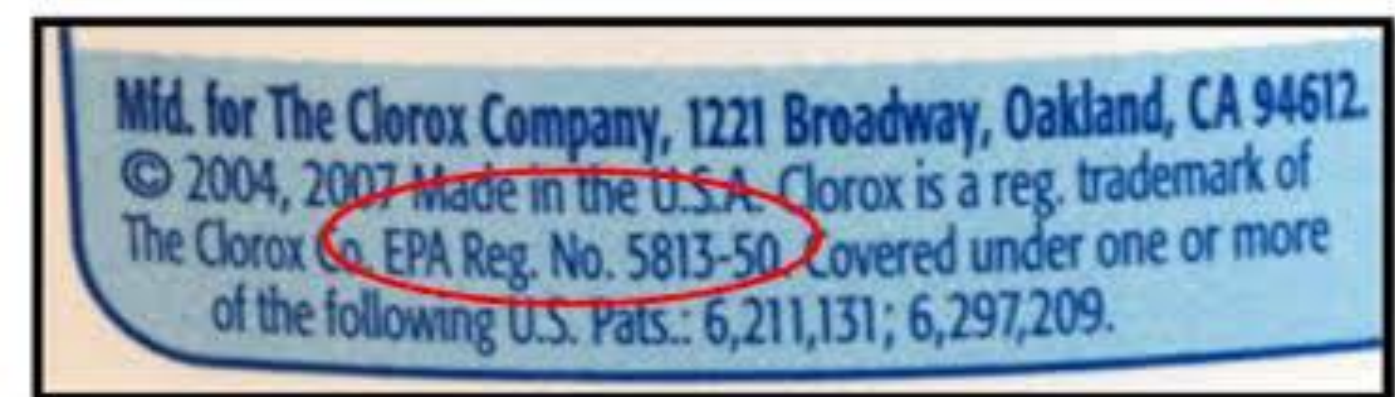 Mfd. for The Clorox Company, 1221 Broadway, Oakland, CA 94612.
© 2004, 2007 Made in the U.S.A. Clorox is a reg. trademark of
The Clorox Co. EPA Reg. No. 5813-50. Covered under one or more
of the following U.S. Pats.: 6,211,131; 6,297,209.